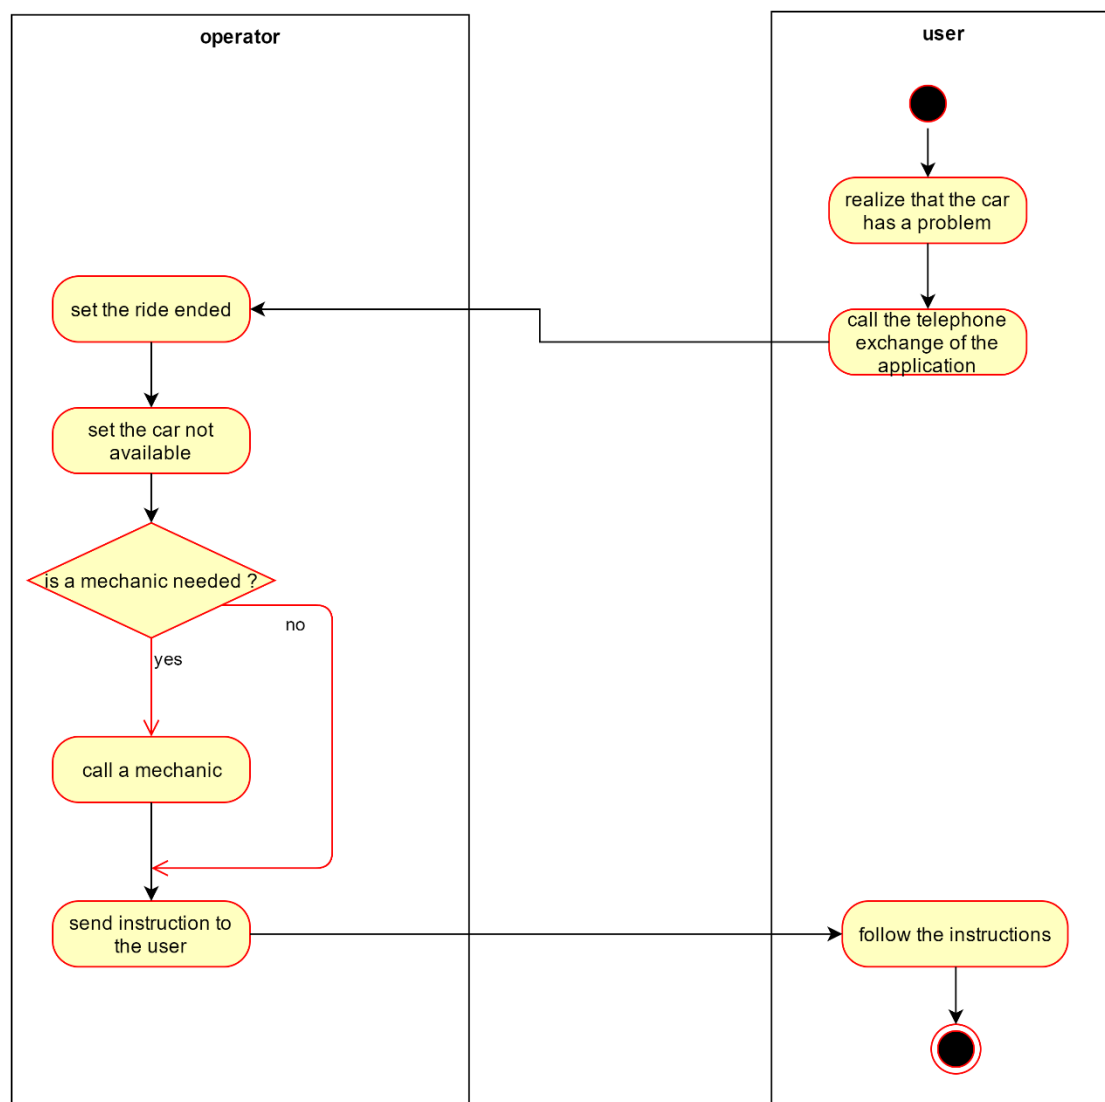 operator
user
realize that the car
has a problem
call the telephone
exchange of the
application
set the ride ended
set the car not
available
is a mechanic needed ?
no
yes
call a mechanic
send instruction to
the user
follow the instructions